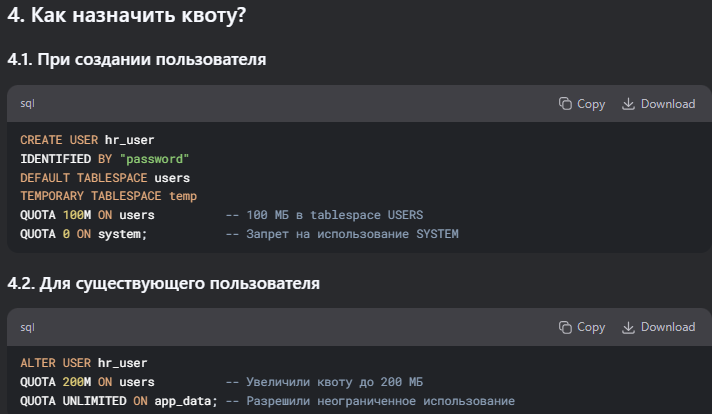 4. Как назначить квоту?
4.1. При создании пользователя
sql Copy Download
CREATE USER hr_user
IDENTIFIED BY "password"
DEFAULT TABLESPACE users
TEMPORARY TABLESPACE temp
QUOTA 100M ON users -- 100 МБ в tablespace USERS
QUOTA 0 ON system; -- Запрет на использование SYSTEM
4.2. Для существующего пользователя
sql Copy Download
ALTER USER hr_user
QUOTA 200M ON users -- Увеличили квоту до 200 МБ
QUOTA UNLIMITED ON app_data; -- Разрешили неограниченное использование